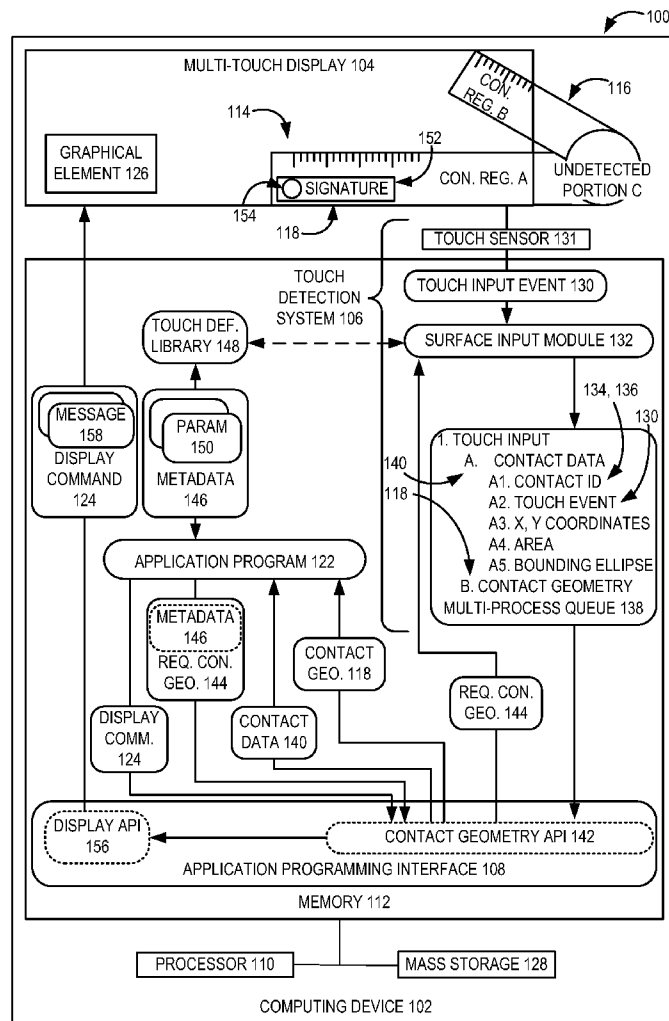 100
MULTI-TOUCH DISPLAY 104
CON.
REG. B
116
114
152
GRAPHICAL
ELEMENT 126
SIGNATURE
CON. REG. A
UNDETECTED
PORTION C
154
118
TOUCH SENSOR 131
TOUCH
DETECTION
SYSTEM 106
TOUCH INPUT EVENT 130
TOUCH DEF.
LIBRARY 148
SURFACE INPUT MODULE 132
134, 136
130
MESSAGE
158
DISPLAY
COMMAND
124
PARAM
150
METADATA
146
140
118
1. TOUCH INPUT
A. CONTACT DATA
A1. CONTACT ID
A2. TOUCH EVENT
A3. X, Y COORDINATES
A4. AREA
A5. BOUNDING ELLIPSE
B. CONTACT GEOMETRY
MULTI-PROCESS QUEUE 138
APPLICATION PROGRAM 122
METADATA
146
REQ. CON.
GEO. 144
CONTACT
GEO. 118
REQ. CON.
GEO. 144
DISPLAY
COMM.
124
CONTACT
DATA 140
DISPLAY API
156
CONTACT GEOMETRY API 142
APPLICATION PROGRAMMING INTERFACE 108
MEMORY 112
PROCESSOR 110
MASS STORAGE 128
COMPUTING DEVICE 102